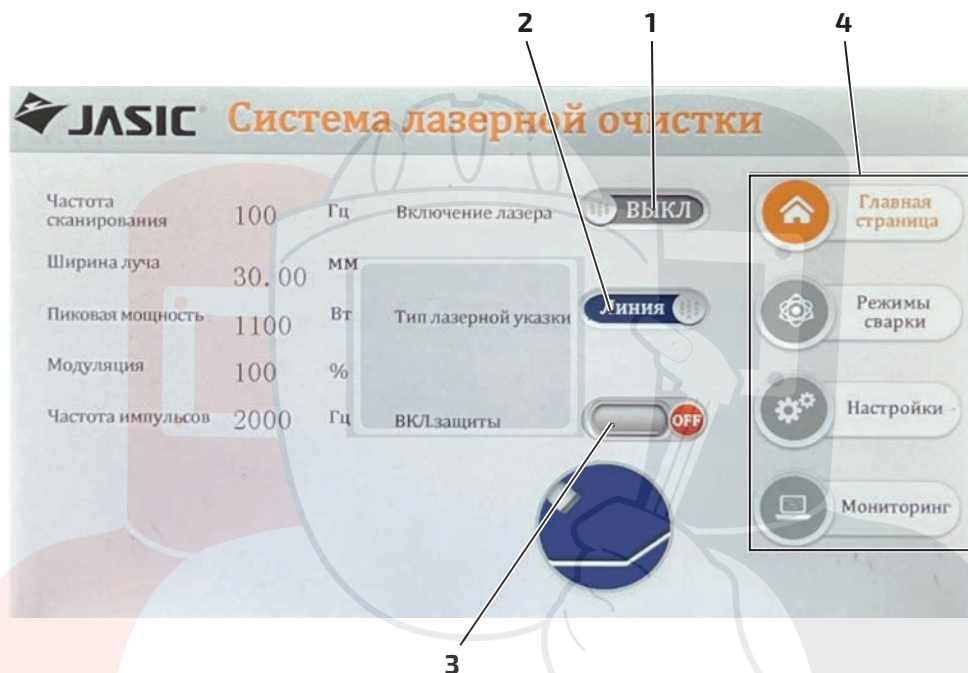 2 1 4
JASIC Система лазерной очистки
Частота
сканирования 100 Гц
Включение лазера ВЫКЛ
Главная
страница
Ширина луча 30.00 мм
Режимы
сварки
Пиковая мощность 1100 Вт
Тип лазерной указки Линия
Модуляция 100 %
Настройки
Частота импульсов 2000 Гц
ВКЛ.защиты OFF
Мониторинг
3